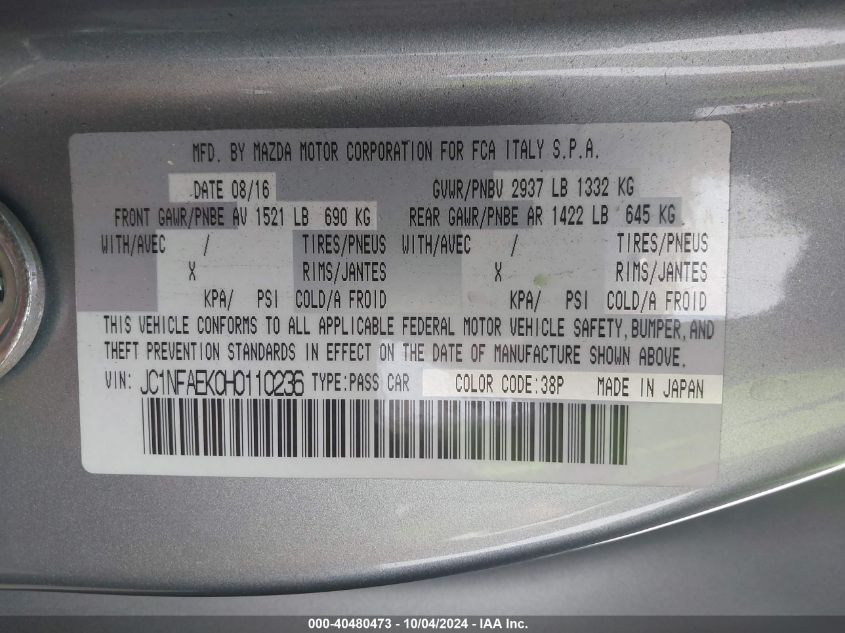 MFD. BY MAZDA MOTOR CORPORATION FOR FCA ITALY S.P.A.
DATE 08/16 GVWR/PNBV 2937 LB 1332 KG
FRONT GAWR/PNBE AV 1521 LB 690 KG REAR GAWR/PNBE AR 1422 LB 645 KG
WITH/AVEC / TIRES/PNEUS WITH/AVEC / TIRES/PNEUS
X RIMS/JANTES X RIMS/JANTES
KPA/ PSI COLD/A FROID KPA/ PSI COLD/A FROID
THIS VEHICLE CONFORMS TO ALL APPLICABLE FEDERAL MOTOR VEHICLE SAFETY, BUMPER, AND
THEFT PREVENTION STANDARDS IN EFFECT ON THE DATE OF MANUFACTURE SHOWN ABOVE.
VIN: JC1NFAEK0H0110236 TYPE:PASS CAR COLOR CODE:38P MADE IN JAPAN
000-40480473 - 10/04/2024 - IAA Inc.